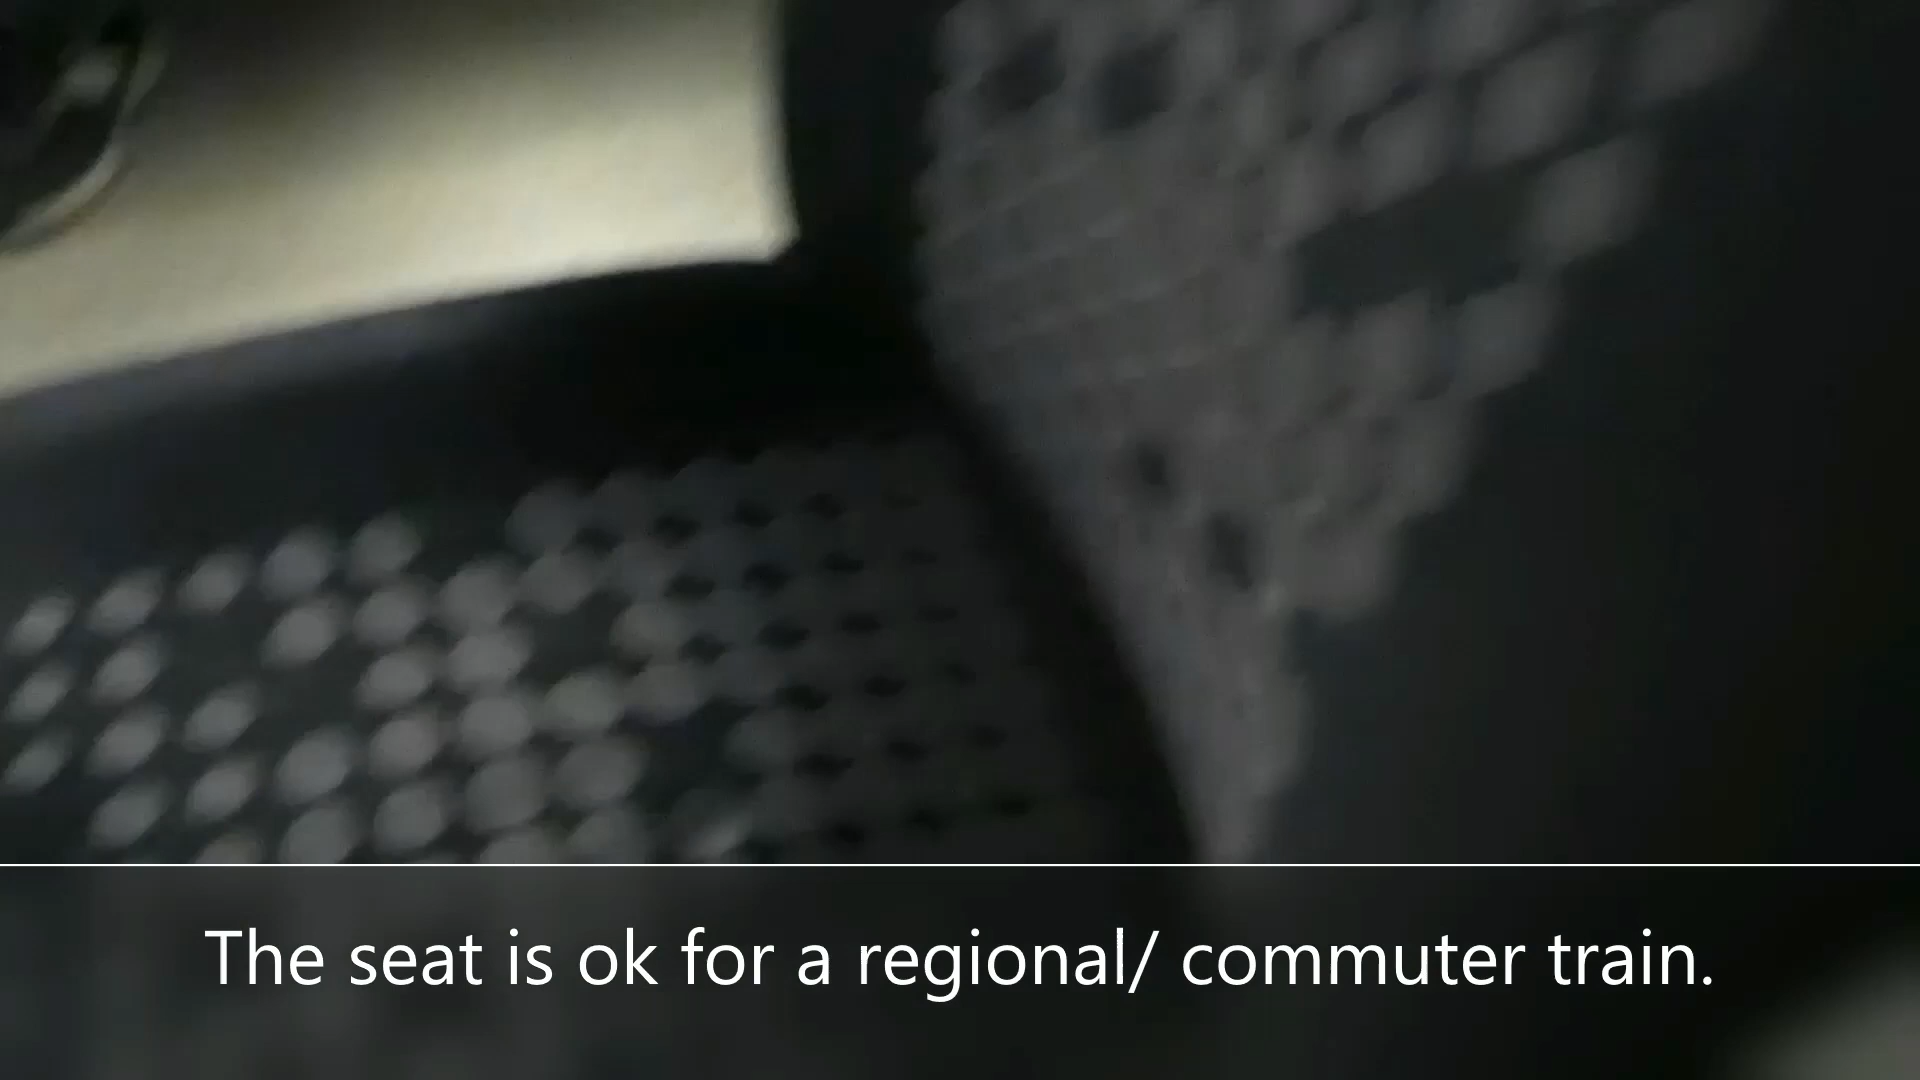 The seat is ok for a regional/ commuter train.